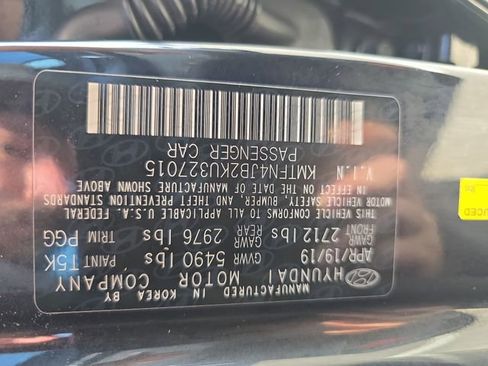 MANUFACTURED BY
HYUNDAI MOTOR COMPANY
MADE IN KOREA
APR/19/19 GVWR 5490 lbs PAINT T5K
GAWR FRONT 2712 lbs GAWR REAR 2976 lbs TRIM PGG
THIS VEHICLE CONFORMS TO ALL APPLICABLE U.S.A. FEDERAL
MOTOR VEHICLE SAFETY, BUMPER, AND THEFT PREVENTION STANDARDS
IN EFFECT ON THE DATE OF MANUFACTURE SHOWN ABOVE
V.I.N KMTFN4JB2KU327015
PASSENGER CAR